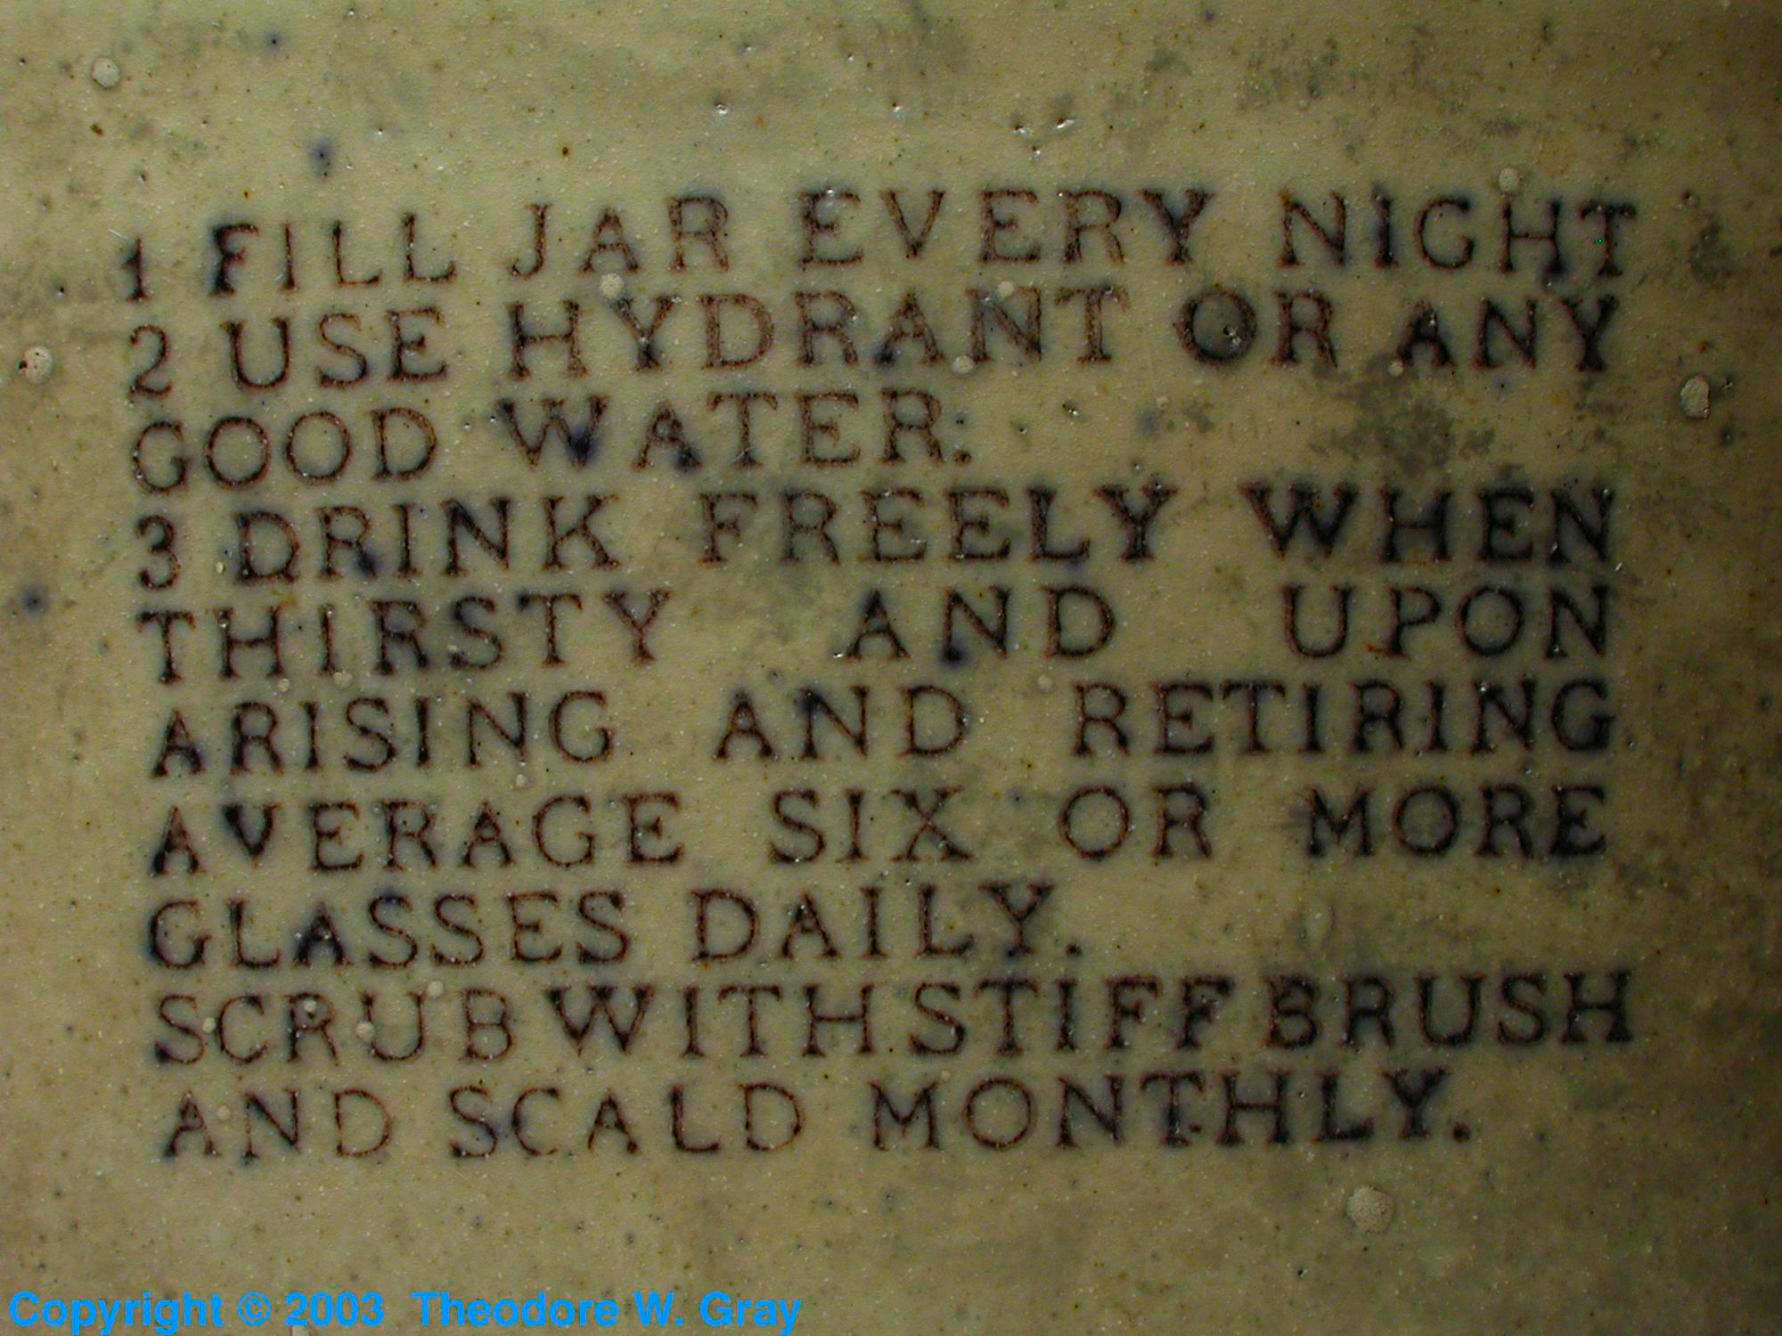 1 FILL JAR EVERY NIGHT
2 USE HYDRANT OR ANY
GOOD WATER.
3 DRINK FREELY WHEN
THIRSTY AND UPON
ARISING AND RETIRING
AVERAGE SIX OR MORE
GLASSES DAILY.
SCRUB WITH STIFF BRUSH
AND SCALD MONTHLY.
Copyright © 2003 Theodore W. Gray